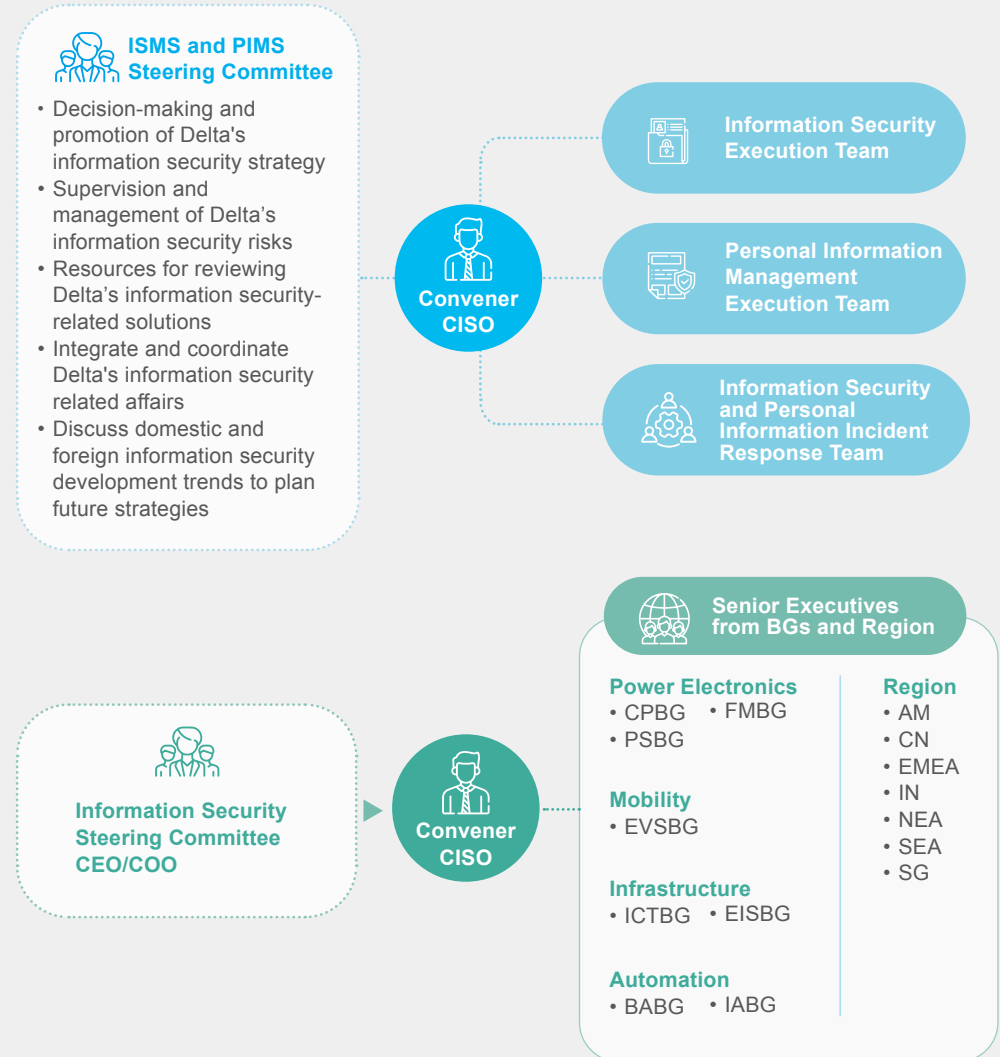 ISMS and PIMS
Steering Committee
• Decision-making and
promotion of Delta's
information security strategy
• Supervision and
management of Delta’s
information security risks
• Resources for reviewing
Delta’s information security-
related solutions
• Integrate and coordinate
Delta's information security
related affairs
• Discuss domestic and
foreign information security
development trends to plan
future strategies
Convener
CISO
Information Security
Execution Team
Personal Information
Management
Execution Team
Information Security
and Personal
Information Incident
Response Team
Information Security
Steering Committee
CEO/COO
Convener
CISO
Senior Executives
from BGs and Region
Power Electronics
• CPBG • FMBG
• PSBG
Mobility
• EVSBG
Infrastructure
• ICTBG • EISBG
Automation
• BABG • IABG
Region
• AM
• CN
• EMEA
• IN
• NEA
• SEA
• SG